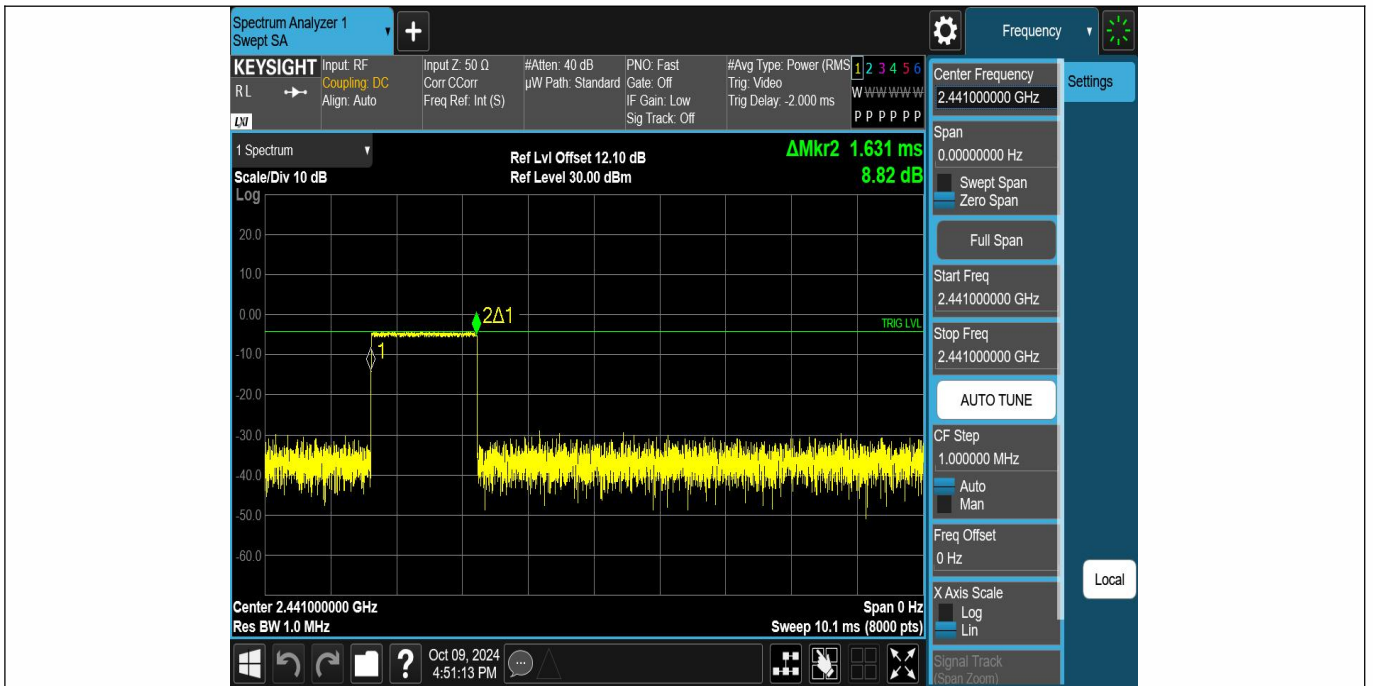 Spectrum Analyzer 1
Swept SA
Frequency
KEYSIGHT
RL
LXI
Input: RF
Coupling: DC
Align: Auto
Input Z: 50 Ω
Corr CCorr
Freq Ref: Int (S)
#Atten: 40 dB
µW Path: Standard
PNO: Fast
Gate: Off
IF Gain: Low
Sig Track: Off
#Avg Type: Power (RMS
Trig: Video
Trig Delay: -2.000 ms
1 2 3 4 5 6
W W W W W W
P P P P P P
1 Spectrum
Scale/Div 10 dB
Ref Lvl Offset 12.10 dB
Ref Level 30.00 dBm
ΔMkr2 1.631 ms
8.82 dB
Log
20.0
10.0
0.00
-10.0
-20.0
-30.0
-40.0
-50.0
-60.0
2Δ1
1
TRIG LVL
Center 2.441000000 GHz
Res BW 1.0 MHz
Span 0 Hz
Sweep 10.1 ms (8000 pts)
Oct 09, 2024
4:51:13 PM
?
Center Frequency
2.441000000 GHz
Settings
Span
0.00000000 Hz
Swept Span
Zero Span
Full Span
Start Freq
2.441000000 GHz
Stop Freq
2.441000000 GHz
AUTO TUNE
CF Step
1.000000 MHz
Auto
Man
Freq Offset
0 Hz
X Axis Scale
Log
Lin
Local
Signal Track
(Span Zoom)